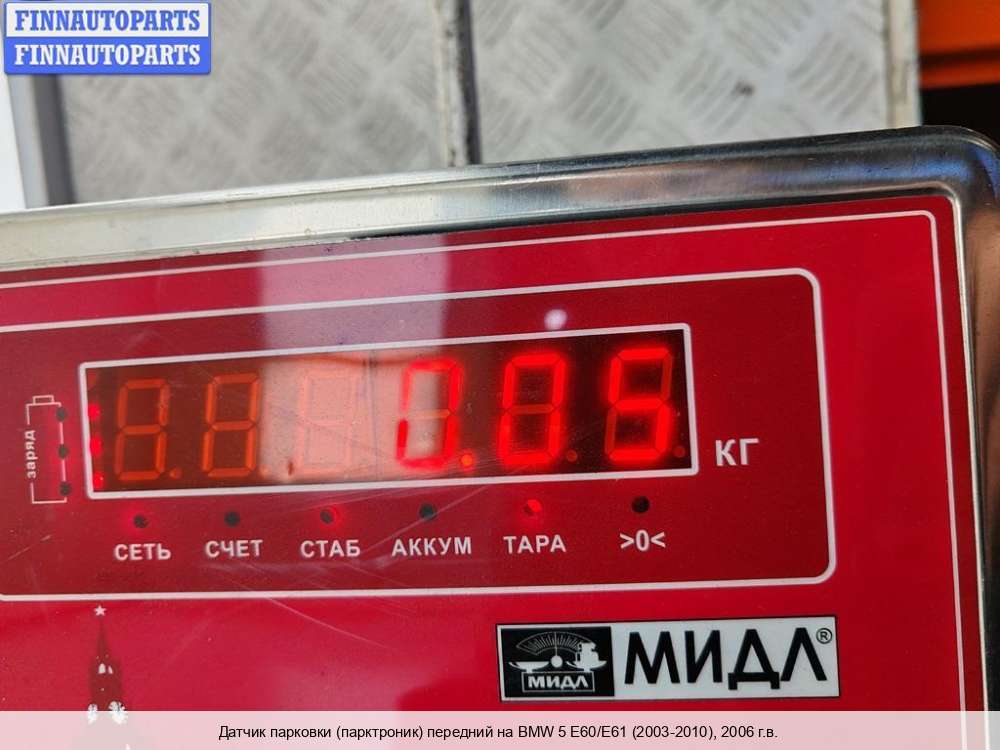 FINNAUTOPARTS
FINNAUTOPARTS
0.05
КГ
заряд
СЕТЬ СЧЕТ СТАБ АККУМ ТАРА >0<
МИДЛ МИДЛ®
Датчик парковки (парктроник) передний на BMW 5 E60/E61 (2003-2010), 2006 г.в.